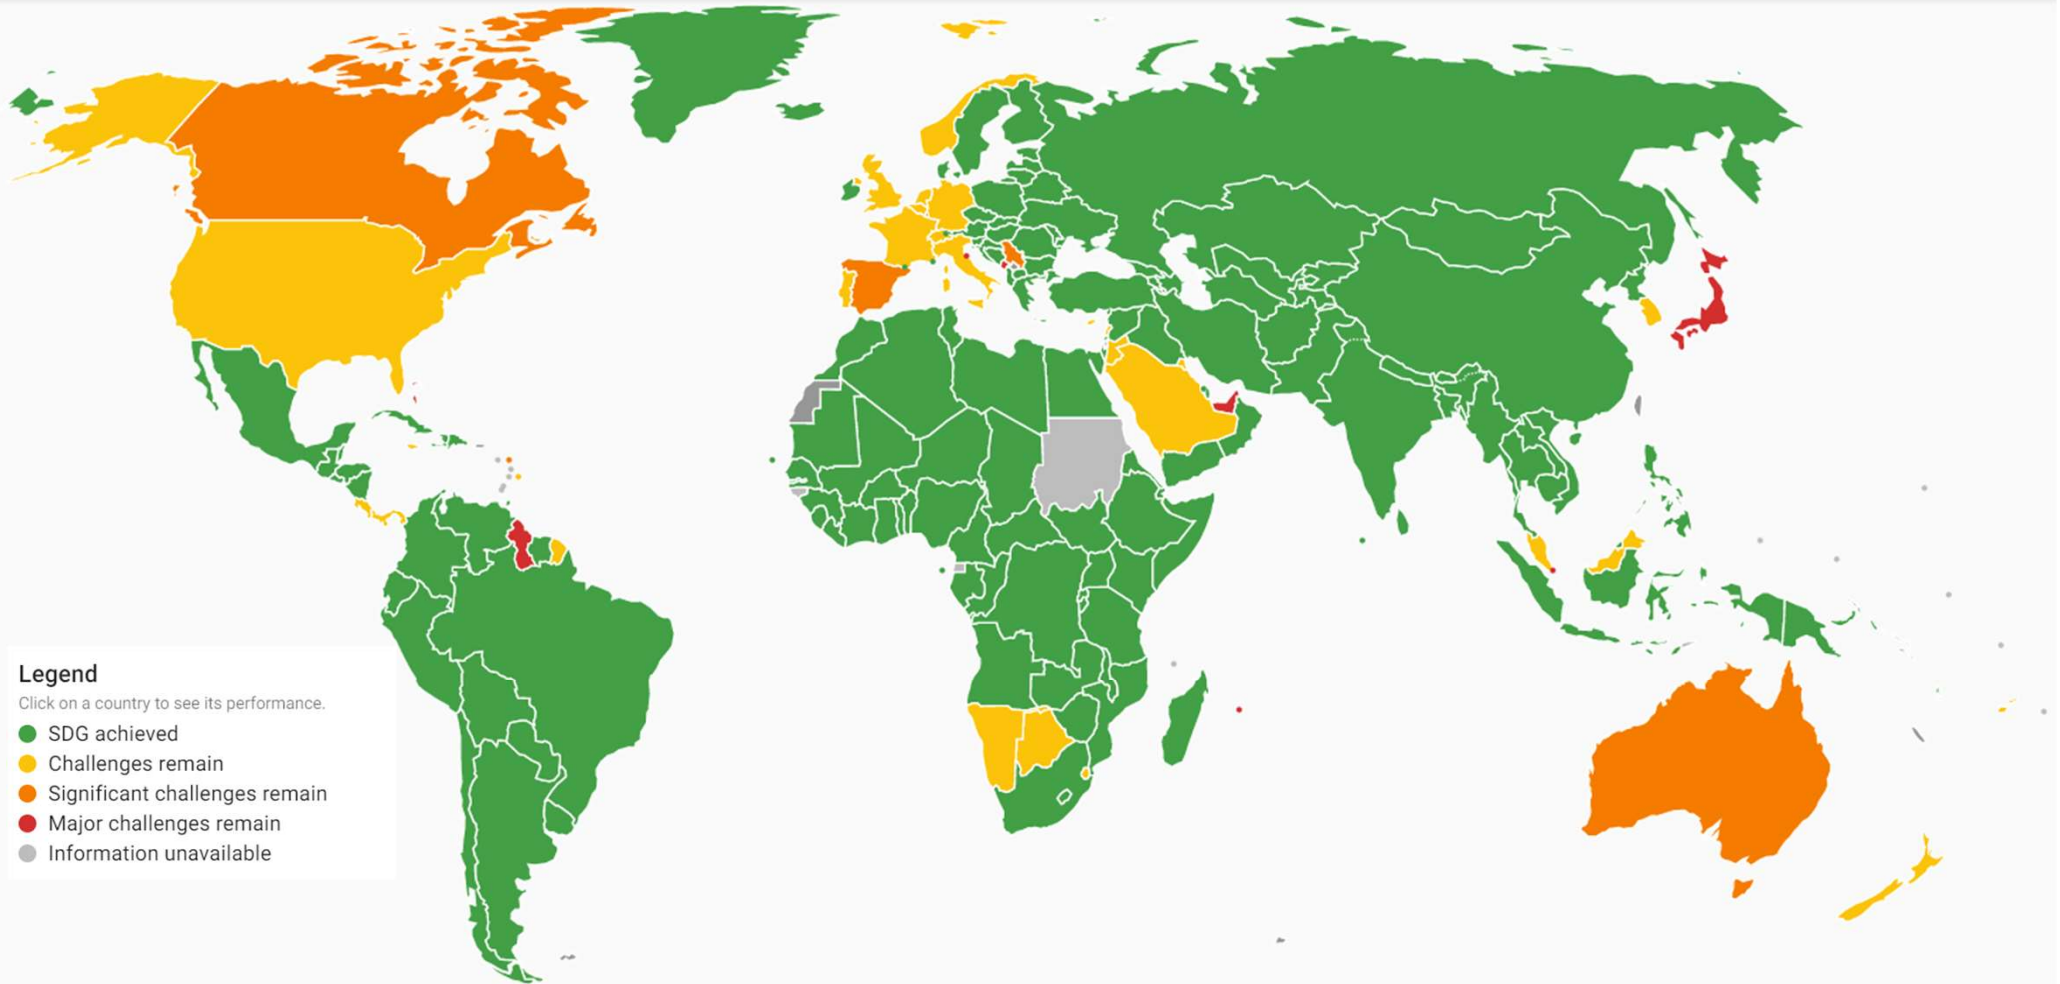 Legend
Click on a country to see its performance.
SDG achieved
Challenges remain
Significant challenges remain
Major challenges remain
Information unavailable